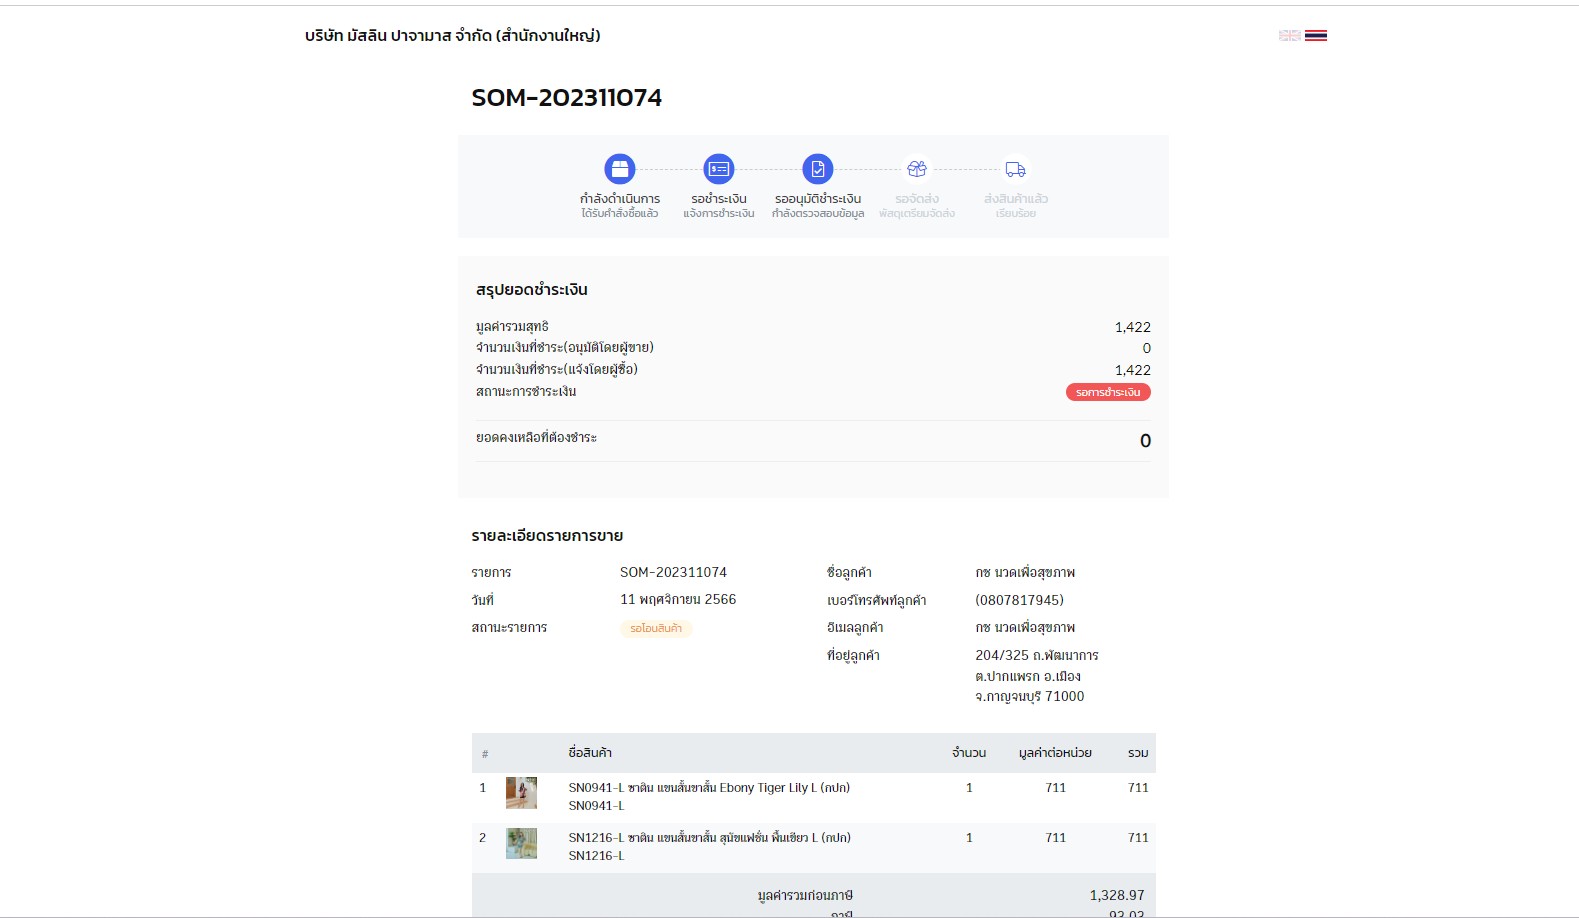 บริษัท มัสลิน ปาจามาส จำกัด (สำนักงานใหญ่)
SOM-202311074
กำลังดำเนินการ รอชำระเงิน รออนุมัติชำระเงิน รอจัดส่ง ส่งสินค้าแล้ว
ได้รับคำสั่งซื้อแล้ว แจ้งการชำระเงิน กำลังตรวจสอบข้อมูล พัสดุเตรียมจัดส่ง เรียบร้อย
สรุปยอดชำระเงิน
มูลค่ารวมสุทธิ 1,422
จำนวนเงินที่ชำระ(อนุมัติโดยผู้ขาย) 0
จำนวนเงินที่ชำระ(แจ้งโดยผู้ซื้อ) 1,422
สถานะการชำระเงิน รอการชำระเงิน
ยอดคงเหลือที่ต้องชำระ 0
รายละเอียดรายการขาย
รายการ SOM-202311074 ชื่อลูกค้า กช นวดเพื่อสุขภาพ
วันที่ 11 พฤศจิกายน 2566 เบอร์โทรศัพท์ลูกค้า (0807817945)
สถานะรายการ รอโอนสินค้า อีเมลลูกค้า กช นวดเพื่อสุขภาพ
ที่อยู่ลูกค้า 204/325 ถ.พัฒนาการ
ต.ปากแพรก อ.เมือง
จ.กาญจนบุรี 71000
# ชื่อสินค้า จำนวน มูลค่าต่อหน่วย รวม
1 SN0941-L ซาติน แขนสั้นขาสั้น Ebony Tiger Lily L (กปก) 1 711 711
SN0941-L
2 SN1216-L ซาติน แขนสั้นขาสั้น สุนัขแฟชั่น พื้นเขียว L (กปก) 1 711 711
SN1216-L
มูลค่ารวมก่อนภาษี 1,328.97
ภาษี 93.03